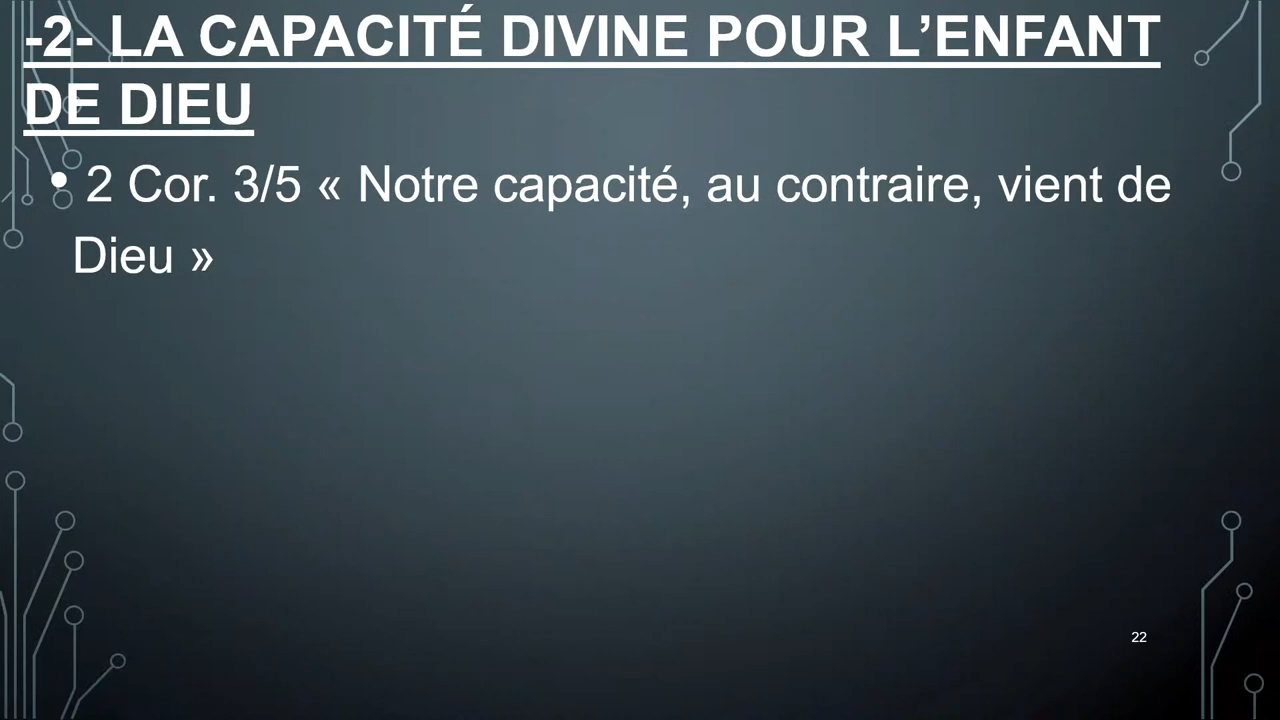 -2- LA CAPACITÉ DIVINE POUR L’ENFANT
DE DIEU
• 2 Cor. 3/5 « Notre capacité, au contraire, vient de
Dieu »
22